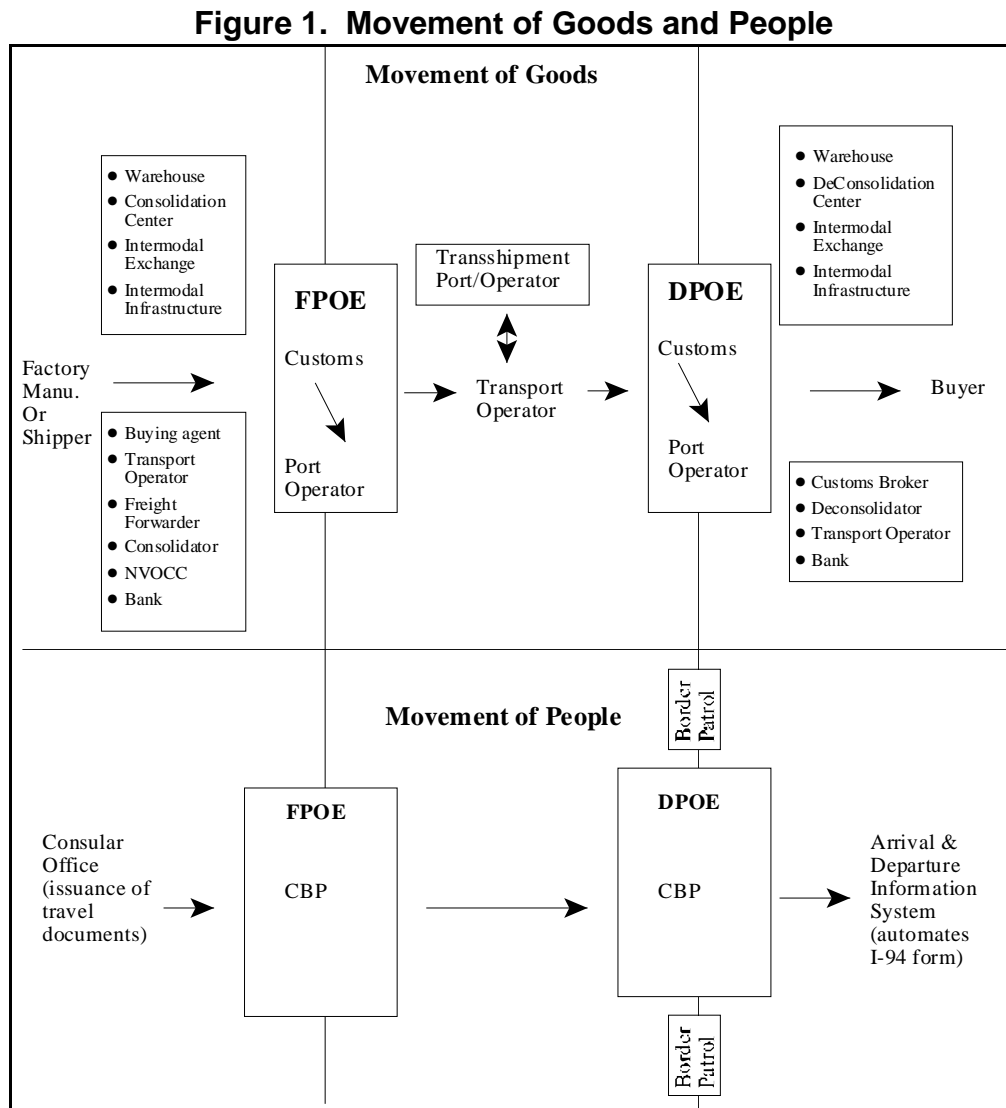 Figure 1. Movement of Goods and People
Movement of Goods
● Warehouse
● Consolidation
Center
● Intermodal
Exchange
● Intermodal
Infrastructure
Factory
Manu.
Or
Shipper
● Buying agent
● Transport
Operator
● Freight
Forwarder
● Consolidator
● NVOCC
● Bank
FPOE
Customs
Port
Operator
Transshipment
Port/Operator
Transport
Operator
DPOE
Customs
Port
Operator
● Warehouse
● DeConsolidation
Center
● Intermodal
Exchange
● Intermodal
Infrastructure
Buyer
● Customs Broker
● Deconsolidator
● Transport Operator
● Bank
Movement of People
Border
Patrol
Consular
Office
(issuance of
travel
documents)
FPOE
CBP
DPOE
CBP
Arrival &
Departure
Information
System
(automates
I-94 form)
Border
Patrol